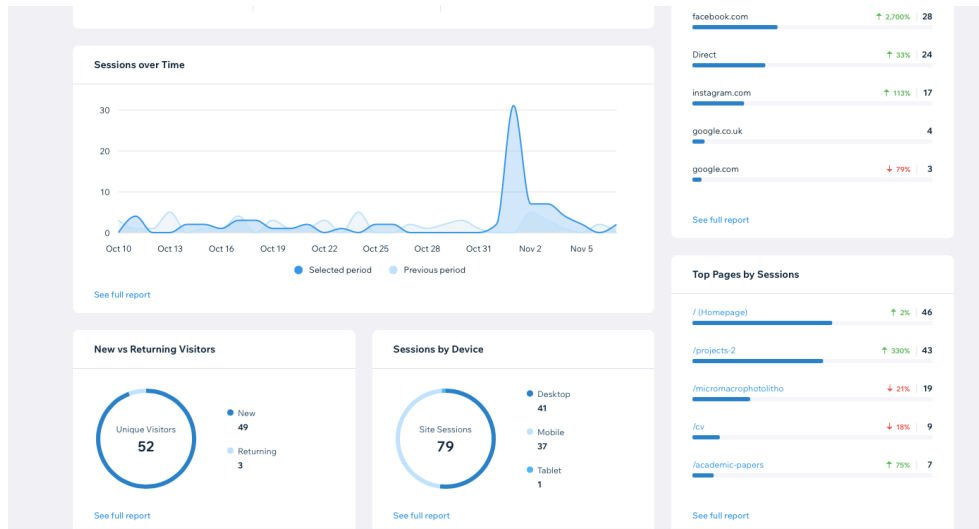 Sessions over Time
30
20
10
0
Oct 10 Oct 13 Oct 16 Oct 19 Oct 22 Oct 25 Oct 28 Oct 31 Nov 2 Nov 5
Selected period Previous period
See full report
New vs Returning Visitors
Unique Visitors
52
New
49
Returning
3
See full report
Sessions by Device
Site Sessions
79
Desktop
41
Mobile
37
Tablet
1
See full report
facebook.com ↑ 2,700% 28
Direct ↑ 33% 24
instagram.com ↑ 113% 17
google.co.uk 4
google.com ↓ 79% 3
See full report
Top Pages by Sessions
/ (Homepage) ↑ 2% 46
/projects-2 ↑ 330% 43
/micromacrophotolitho ↓ 21% 19
/cv ↓ 18% 9
/academic-papers ↑ 75% 7
See full report